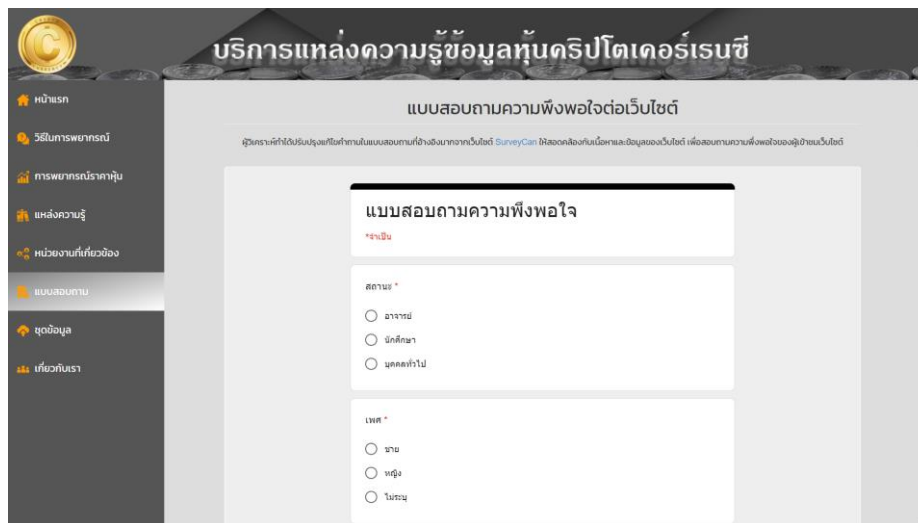 บริการแหล่งความรู้ข้อมูลหุ้นคริปโตเคอร์เรนซี
หน้าแรก
วิธีในการพยากรณ์
การพยากรณ์ราคาหุ้น
แหล่งความรู้
หน่วยงานที่เกี่ยวข้อง
แบบสอบถาม
ชุดข้อมูล
เกี่ยวกับเรา
แบบสอบถามความพึงพอใจต่อเว็บไซต์
ผู้วิเคราะห์ทำได้ปรับปรุงแก้ไขคำถามในแบบสอบถามที่อ้างอิงมาจากเว็บไซต์ SurveyCan ให้สอดคล้องกับเนื้อหาและข้อมูลของเว็บไซต์ เพื่อสอบถามความพึ่งพอใจของผู้เข้าชมเว็บไซต์
แบบสอบถามความพึงพอใจ
*จำเป็น
สถานะ *
อาจารย์
นักศึกษา
บุคคลทั่วไป
เพศ *
ชาย
หญิง
ไม่ระบุ